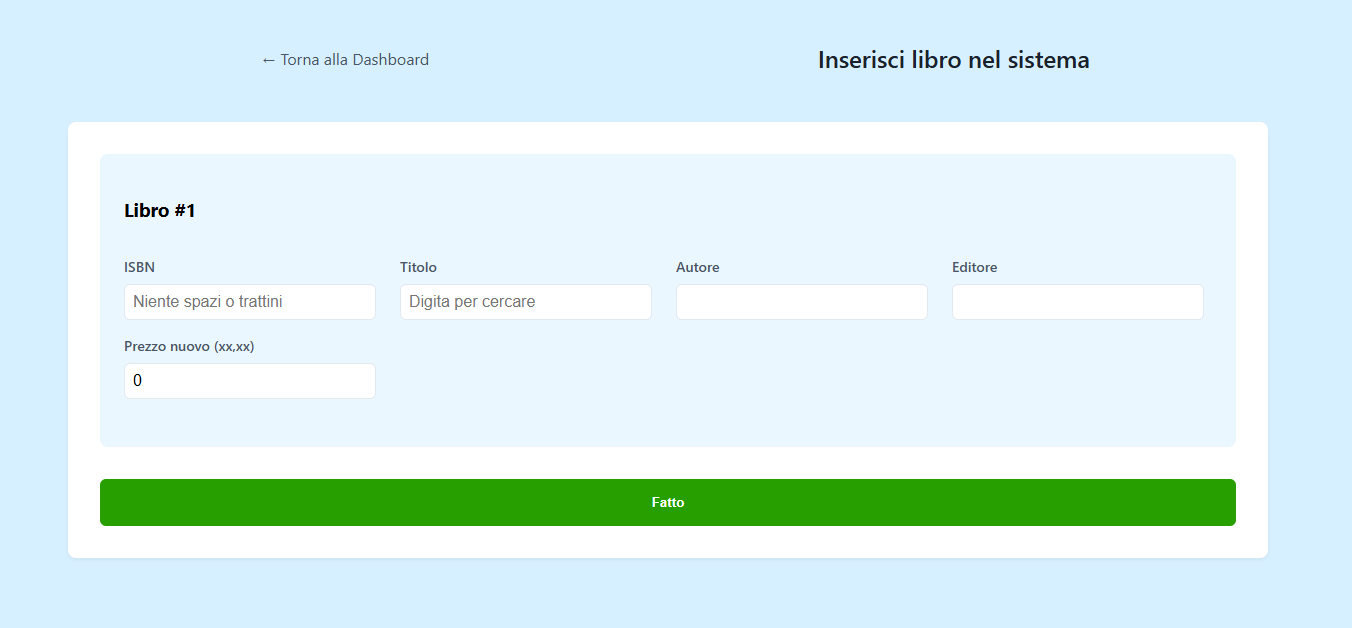 ← Torna alla Dashboard
Inserisci libro nel sistema
Libro #1
ISBN
Titolo
Autore
Editore
Niente spazi o trattini
Digita per cercare
Prezzo nuovo (xx,xx)
0
Fatto